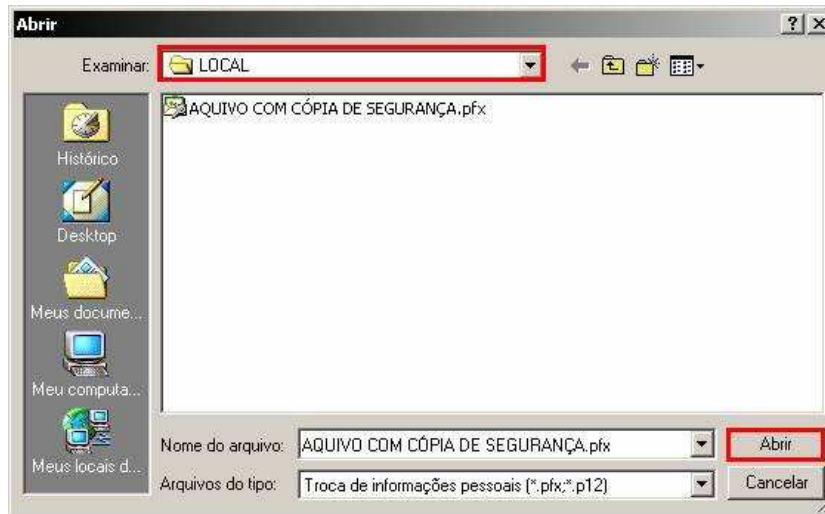 Abrir
Examinar: LOCAL
AQUIVO COM CÓPIA DE SEGURANÇA.pfx
Histórico
Desktop
Meus docume...
Meu computa...
Meus locais d...
Nome do arquivo: AQUIVO COM CÓPIA DE SEGURANÇA.pfx Abrir
Arquivos do tipo: Troca de informações pessoais (*.pfx;*.p12) Cancelar